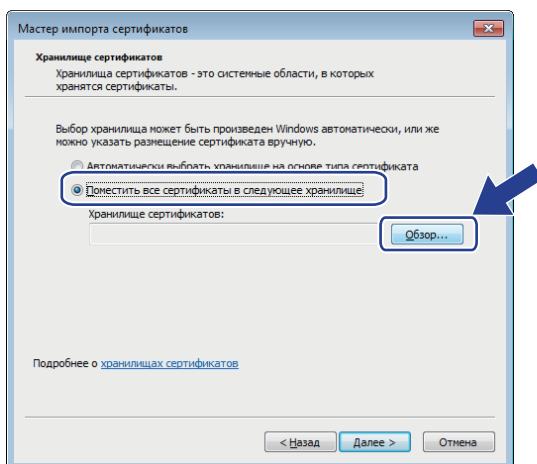 Мастер импорта сертификатов
Хранилище сертификатов
Хранилища сертификатов - это системные области, в которых
хранятся сертификаты.
Выбор хранилища может быть произведен Windows автоматически, или же
можно указать размещение сертификата вручную.
Автоматически выбрать хранилище на основе типа сертификата
Поместить все сертификаты в следующее хранилище
Хранилище сертификатов:
Обзор...
Подробнее о хранилищах сертификатов
< Назад Далее > Отмена